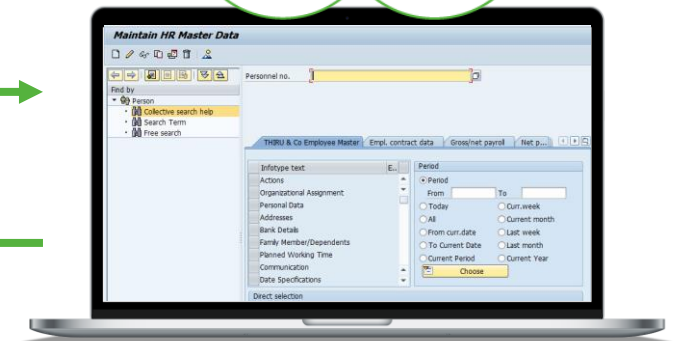 Maintain HR Master Data
Personnel no.
Find by
Person
Collective search help
Search Term
Free search
THIRU & Co Employee Master Empl. contract data Gross/net payroll Net p...
Infotype text E..
Actions
Organizational Assignment
Personal Data
Addresses
Bank Details
Family Member/Dependents
Planned Working Time
Communication
Date Specifications
Period
Period
From To
Today Curr.week
All Current month
From curr.date Last week
To Current Date Last month
Current Period Current Year
Choose
Direct selection